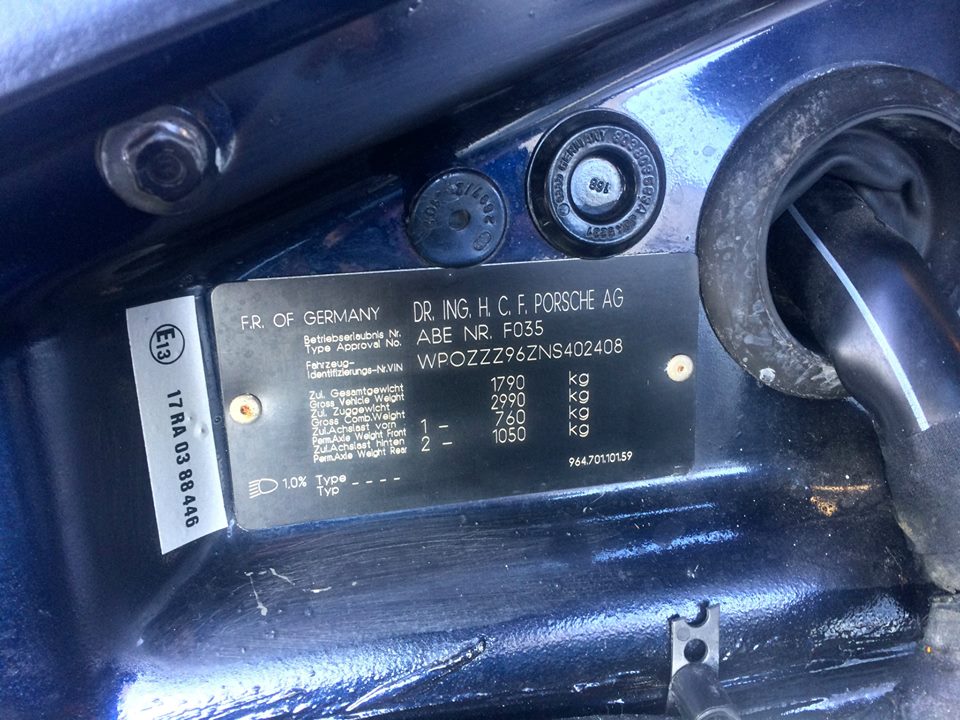 F.R. OF GERMANY DR. ING. H. C. F. PORSCHE AG
Betriebserlaubnis Nr.
Type Approval No. ABE NR. F035
Fahrzeug-
Identifizierungs-Nr.VIN WPOZZZ96ZNS402408
Zul. Gesamtgewicht
Gross Vehicle Weight 1790 kg
Zul. Zuggewicht
Gross Comb.Weight 2990 kg
Zul.Achslast vorn
Perm.Axle Weight Front 1 – 760 kg
Zul.Achslast hinten
Perm.Axle Weight Rear 2 – 1050 kg
964.701.101.59
1,0% Type
Typ – – – –
E13
17 RA 03 88446
GERMANY
168